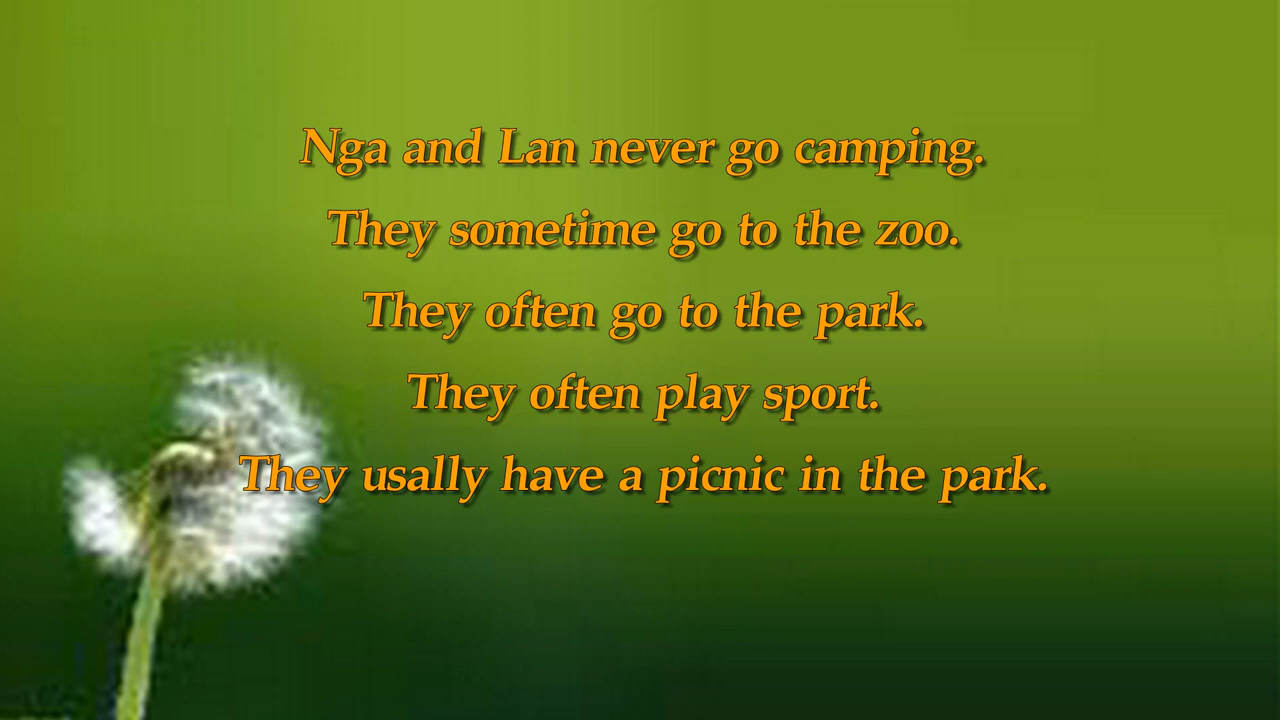 Nga and Lan never go camping.
They sometime go to the zoo.
They often go to the park.
They often play sport.
They usally have a picnic in the park.